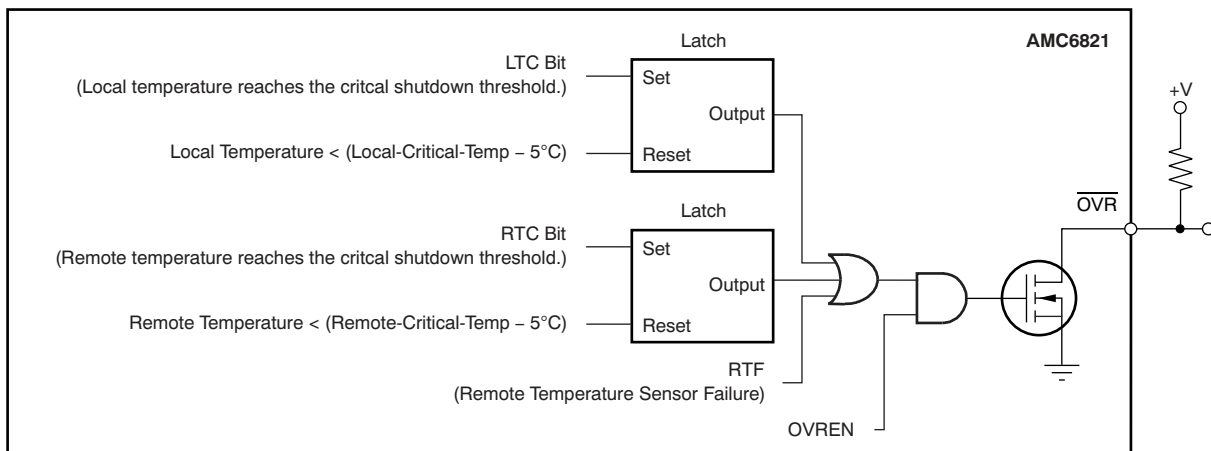 AMC6821
Latch
LTC Bit
(Local temperature reaches the critcal shutdown threshold.)
Set
Output
Local Temperature < (Local-Critical-Temp – 5°C)
Reset
+V
OVR
Latch
RTC Bit
(Remote temperature reaches the critcal shutdown threshold.)
Set
Output
Remote Temperature < (Remote-Critical-Temp – 5°C)
Reset
RTF
(Remote Temperature Sensor Failure)
OVREN